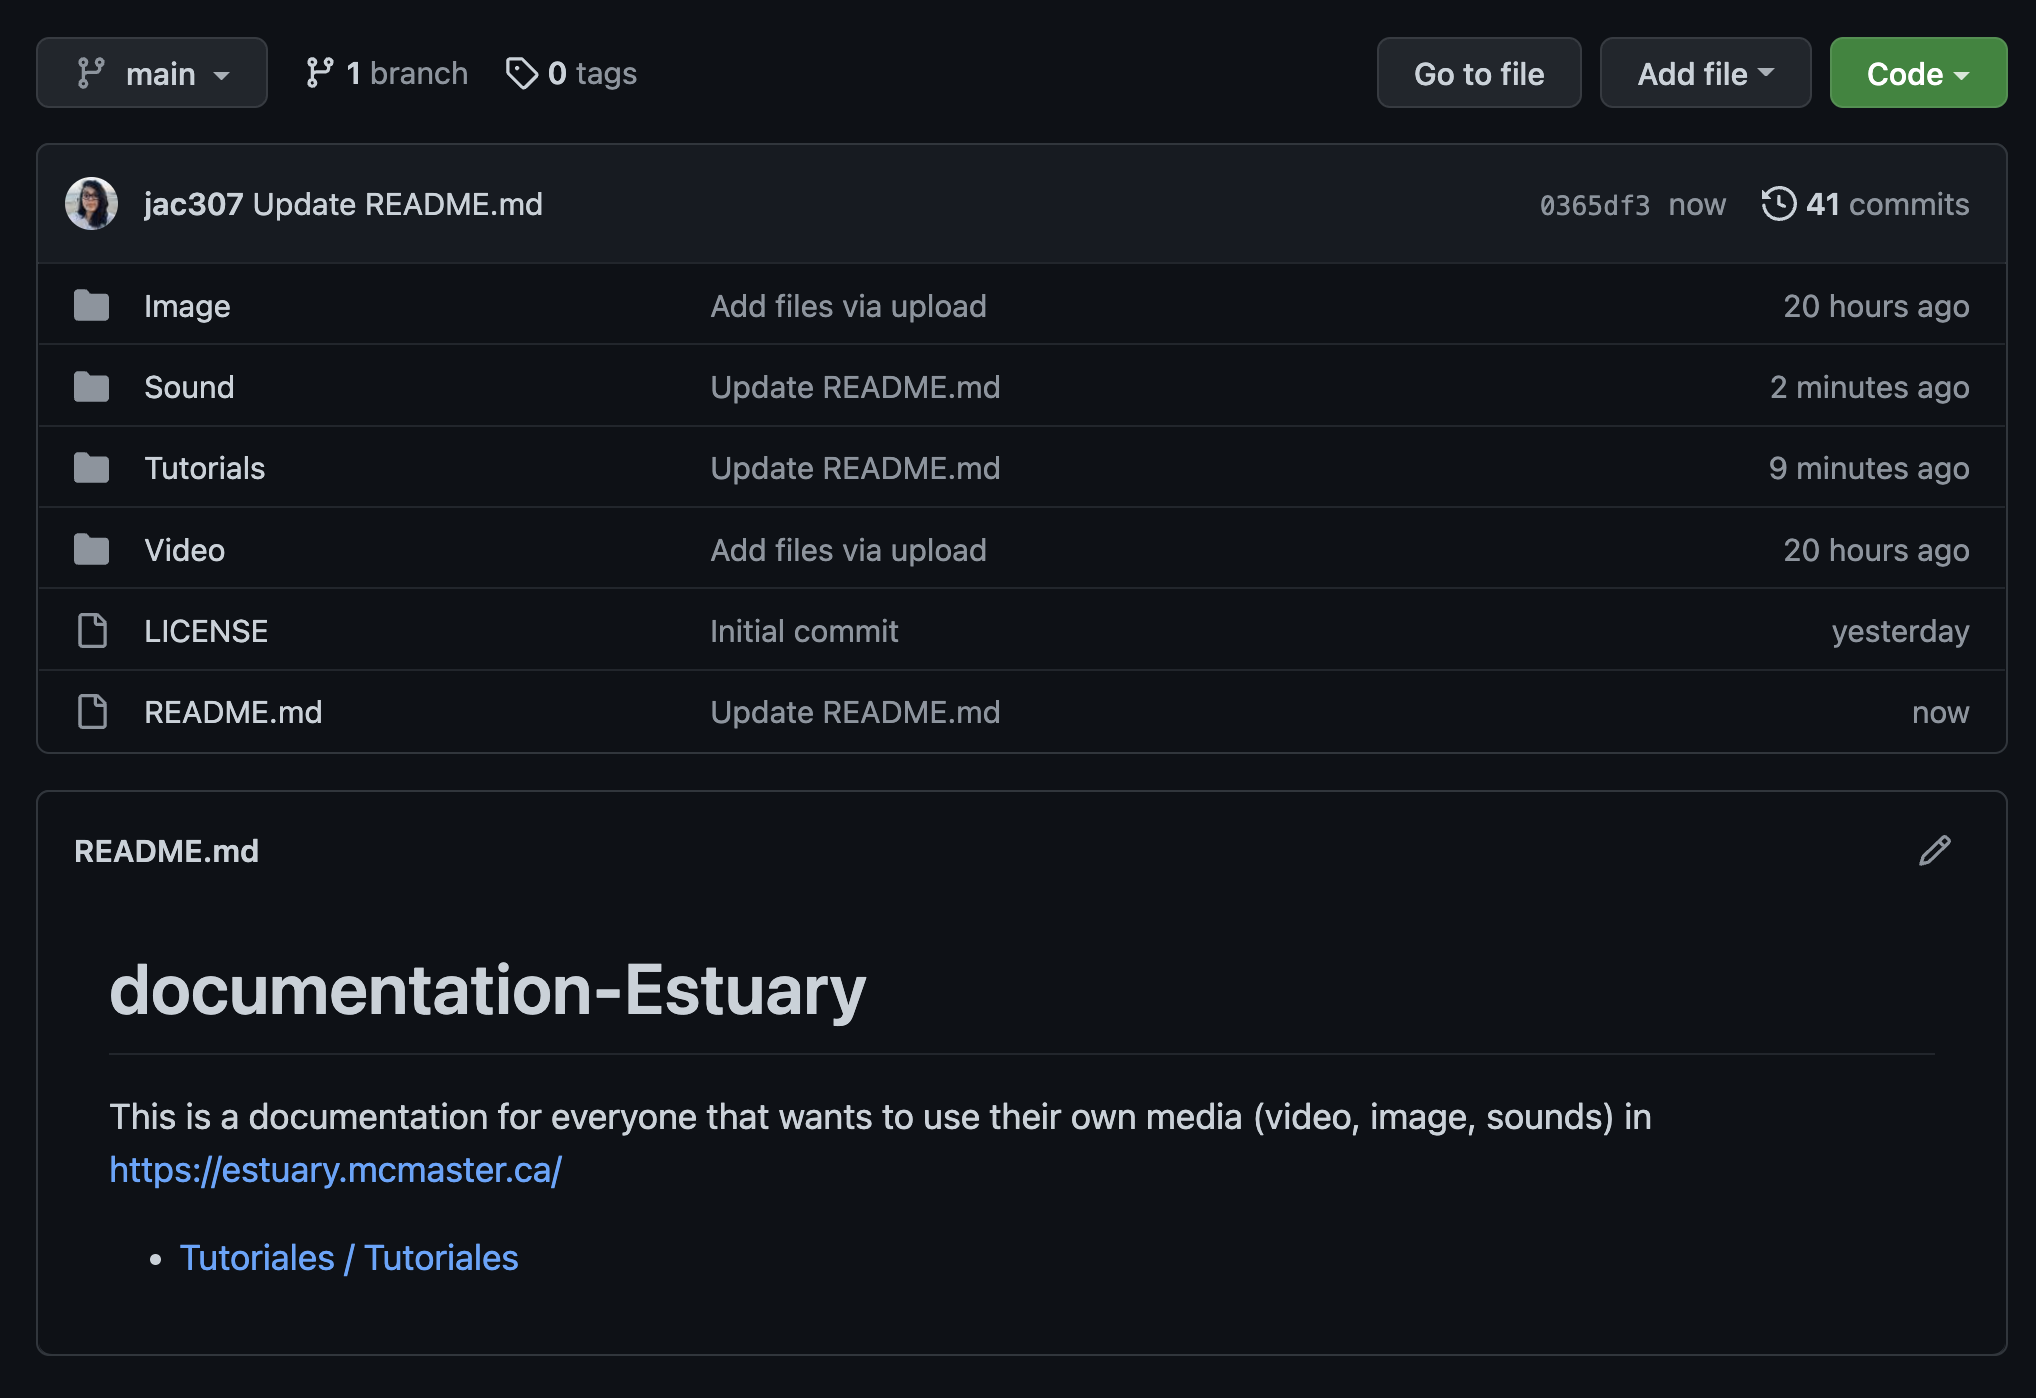 main 1 branch 0 tags Go to file Add file Code
jac307 Update README.md 0365df3 now 41 commits
Image Add files via upload 20 hours ago
Sound Update README.md 2 minutes ago
Tutorials Update README.md 9 minutes ago
Video Add files via upload 20 hours ago
LICENSE Initial commit yesterday
README.md Update README.md now
README.md
documentation-Estuary
This is a documentation for everyone that wants to use their own media (video, image, sounds) in
https://estuary.mcmaster.ca/
• Tutoriales / Tutoriales